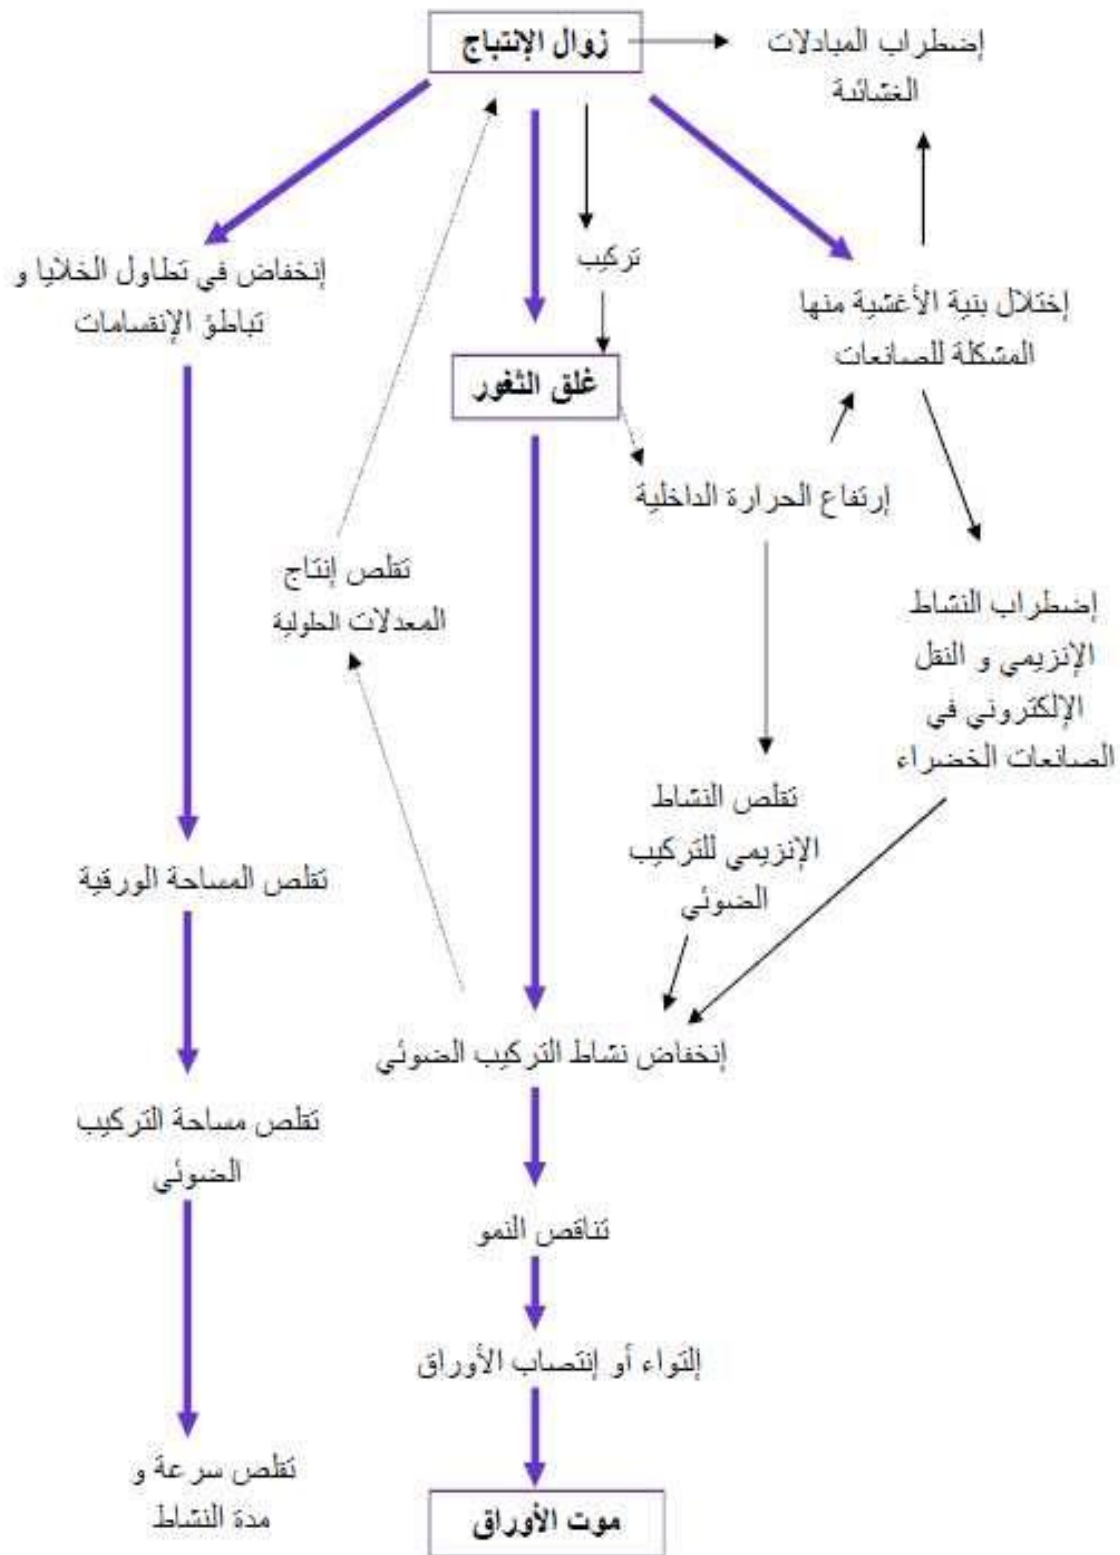 زوال الإنتباج
إضطراب المبادلات
الغشائية
إنخفاض في تطاول الخلايا و
تباطؤ الإنقسامات
تركيب
إختلال بنية الأغشية منها
المشكلة للصانعات
غلق الثغور
إرتفاع الحرارة الداخلية
تقلص إنتاج
المعدلات الحلولية
إضطراب النشاط
الإنزيمي و النقل
الإلكتروني في
الصانعات الخضراء
تقلص النشاط
الإنزيمي للتركيب
الضوئي
تقلص المساحة الورقية
إنخفاض نشاط التركيب الضوئي
تقلص مساحة التركيب
الضوئي
تناقص النمو
إلتواء أو إنتصاب الأوراق
تقلص سرعة و
مدة النشاط
موت الأوراق